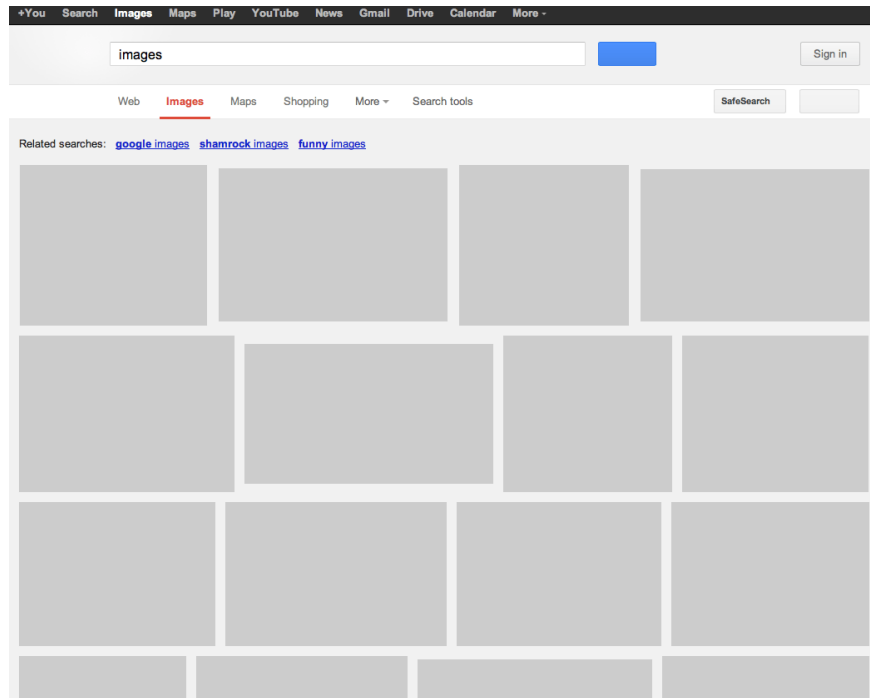 +You Search Images Maps Play YouTube News Gmail Drive Calendar More
images
Sign in
Web Images Maps Shopping More Search tools
SafeSearch
Related searches: google images shamrock images funny images